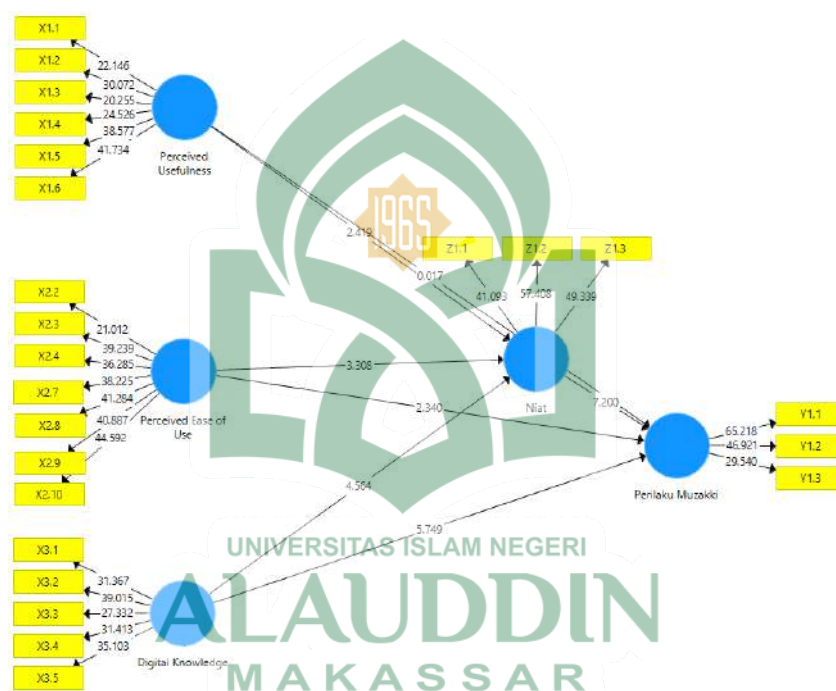 X1.1
22.146
X1.2
30.072
X1.3
20.255
X1.4
24.526
X1.5
38.577
X1.6
41.734
Perceived
Usefulness
1965
2.419
0.017
Z1.1
Z1.2
Z1.3
41.093
57.408
49.339
X2.2
21.012
X2.3
39.239
X2.4
36.285
X2.7
38.225
X2.8
41.284
X2.9
40.887
X2.10
44.592
Perceived Ease of
Use
3.308
2.340
Niat
7.200
Y1.1
65.218
Y1.2
46.921
Y1.3
29.540
Perilaku Muzakki
4.564
5.749
UNIVERSITAS ISLAM NEGERI
ALAUDDIN
MAKASSAR
X3.1
31.367
X3.2
39.015
X3.3
27.332
X3.4
31.413
X3.5
35.103
Digital Knowledge